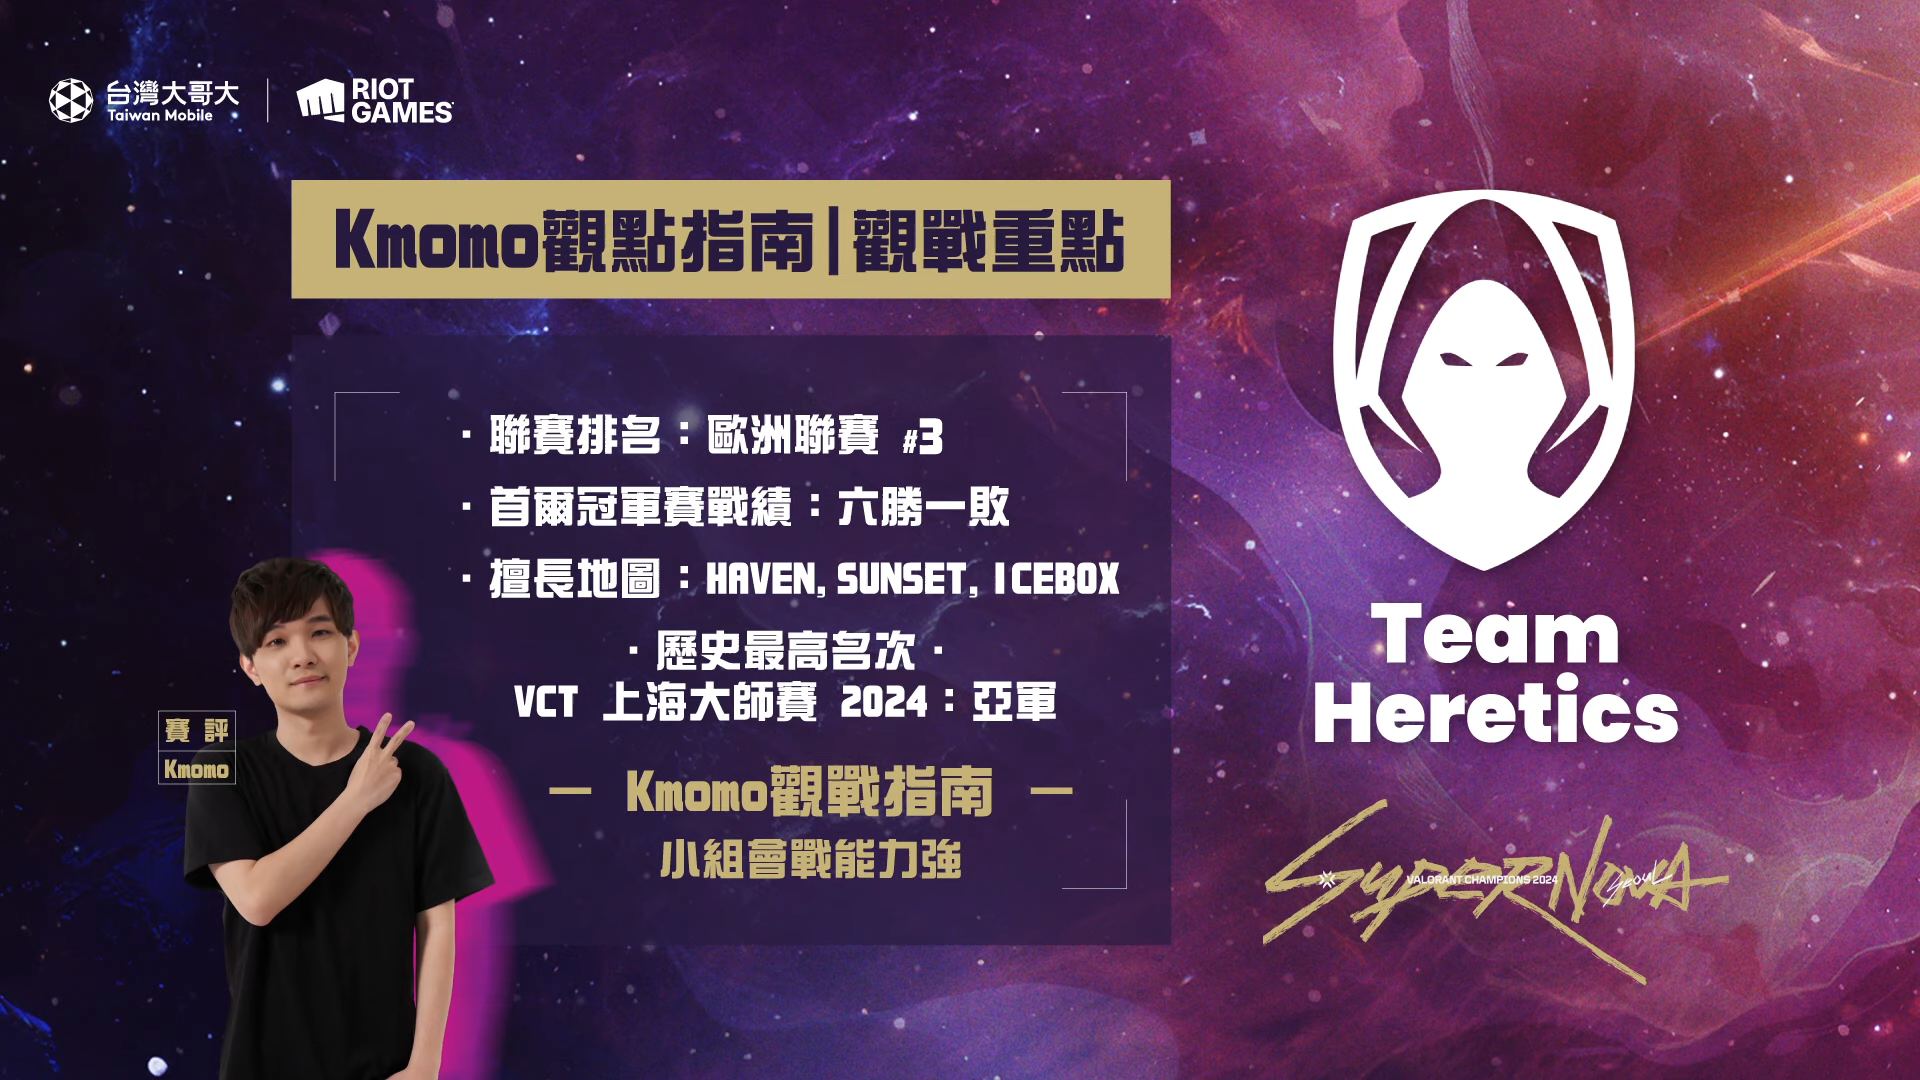 台灣大哥大
Taiwan Mobile
RIOT
GAMES
Kmomo觀點指南|觀戰重點
· 聯賽排名：歐洲聯賽 #3
· 首爾冠軍賽戰績：六勝一敗
· 擅長地圖：HAVEN, SUNSET, ICEBOX
· 歷史最高名次 ·
VCT 上海大師賽 2024：亞軍
— Kmomo觀戰指南 —
小組會戰能力強
賽評
Kmomo
Team
Heretics
SUPERNOVA
VALORANT CHAMPIONS 2024
SEOUL